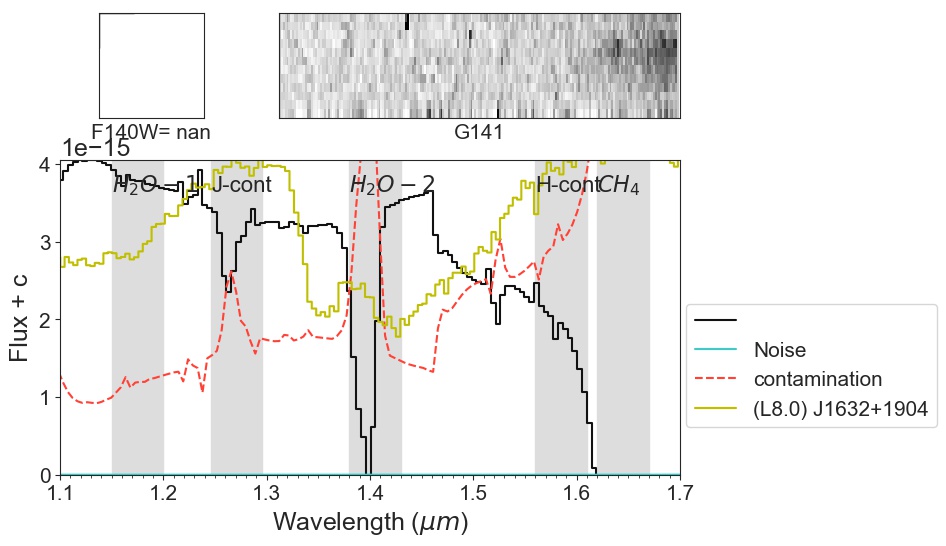 F140W= nan
G141
1e−15
H₂O − 1
J-cont
H₂O − 2
H-cont
CH₄
4
3
2
1
0
Flux + c
1.1 1.2 1.3 1.4 1.5 1.6 1.7
Wavelength (μm)
Noise
contamination
(L8.0) J1632+1904